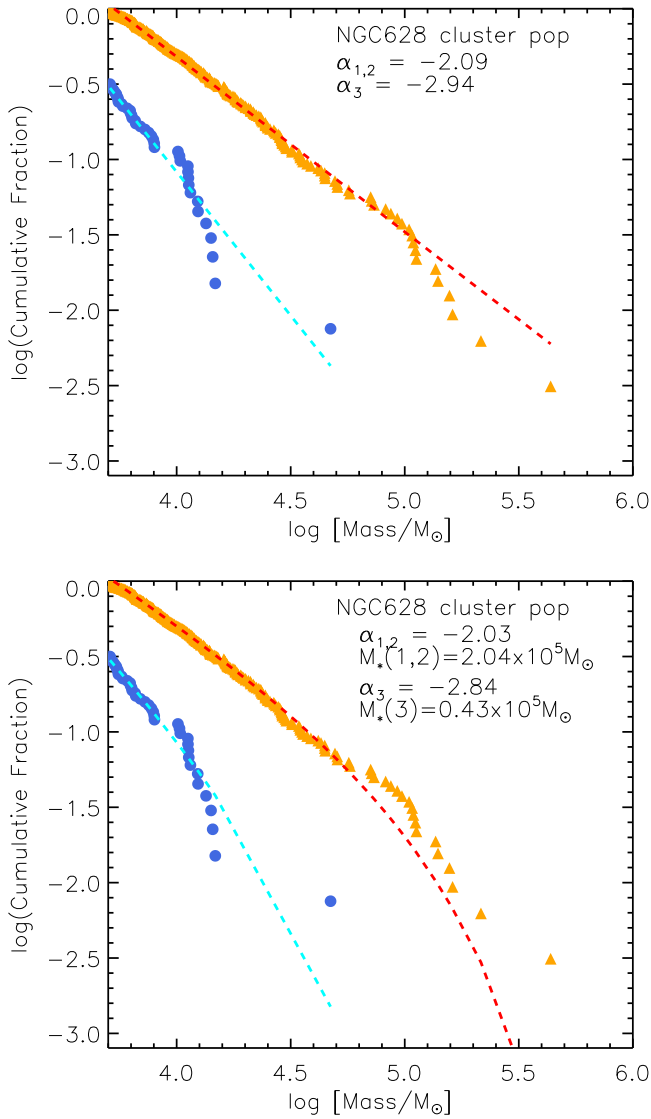 NGC628 cluster pop
α1,2 = −2.09
α3 = −2.94
0.0
−0.5
−1.0
−1.5
−2.0
−2.5
−3.0
log(Cumulative Fraction)
4.0 4.5 5.0 5.5 6.0
log [Mass/M⊙]
NGC628 cluster pop
α1,2 = −2.03
M*(1,2)=2.04x10⁵M⊙
α3 = −2.84
M*(3)=0.43x10⁵M⊙
0.0
−0.5
−1.0
−1.5
−2.0
−2.5
−3.0
log(Cumulative Fraction)
4.0 4.5 5.0 5.5 6.0
log [Mass/M⊙]